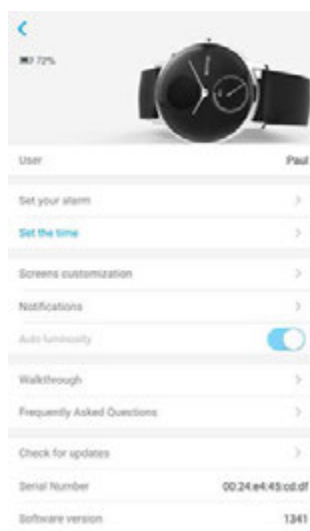 72%
User Paul
Set your alarm
Set the time
Screens customization
Notifications
Auto luminosity
Walkthrough
Frequently Asked Questions
Check for updates
Serial Number 00:24:e4:45:cd:df
Software version 1341